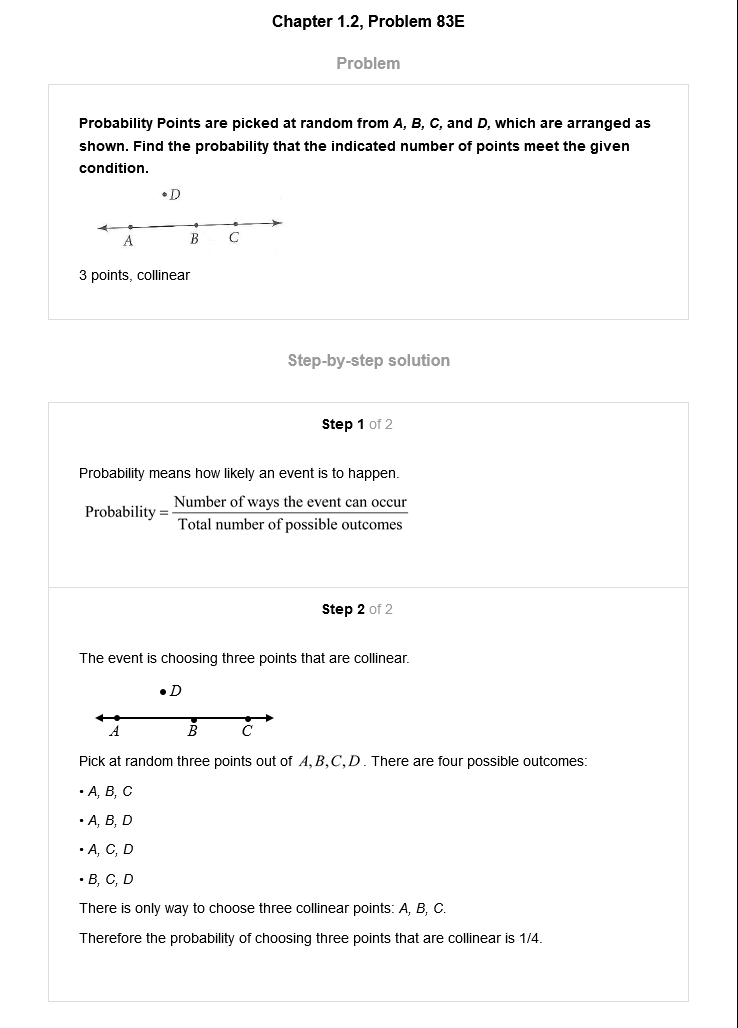 Chapter 1.2, Problem 83E
Problem
Probability Points are picked at random from A, B, C, and D, which are arranged as
shown. Find the probability that the indicated number of points meet the given
condition.
•D
A B C
3 points, collinear
Step-by-step solution
Step 1 of 2
Probability means how likely an event is to happen.
Probability = Number of ways the event can occur
Total number of possible outcomes
Step 2 of 2
The event is choosing three points that are collinear.
•D
A B C
Pick at random three points out of A, B, C, D. There are four possible outcomes:
• A, B, C
• A, B, D
• A, C, D
• B, C, D
There is only way to choose three collinear points: A, B, C.
Therefore the probability of choosing three points that are collinear is 1/4.